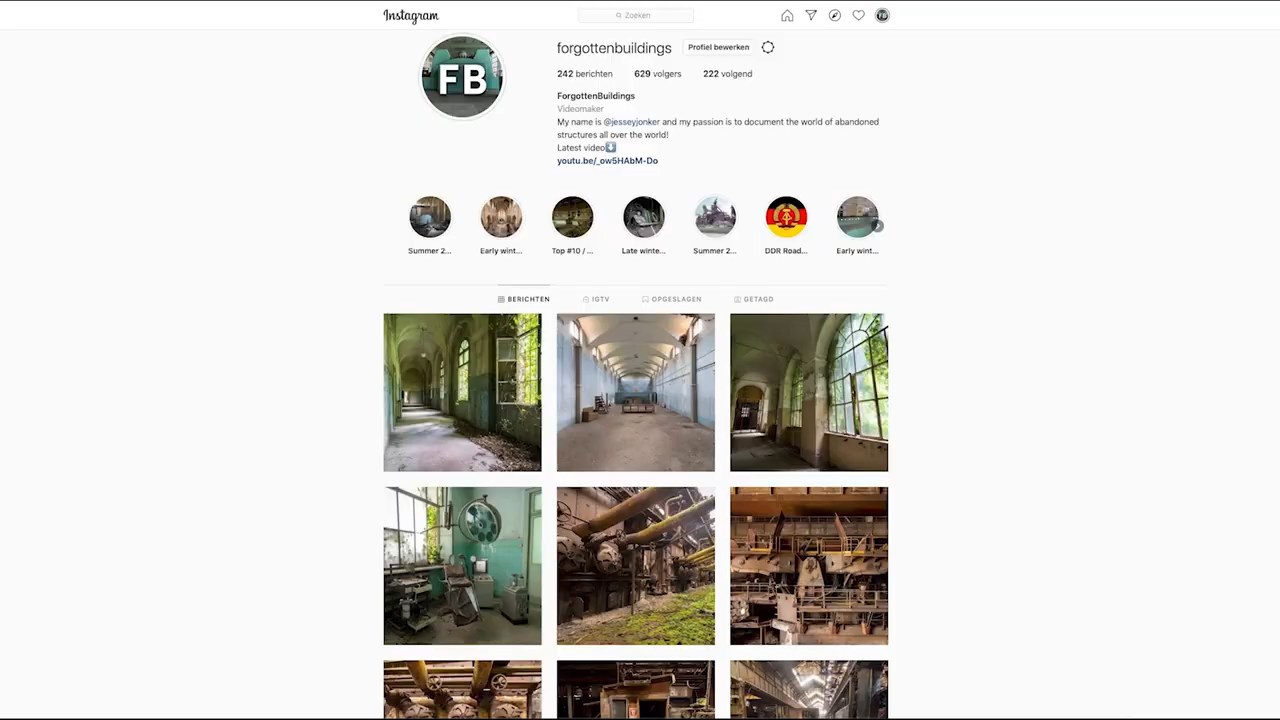 Instagram
Zoeken
FB
forgottenbuildings
Profiel bewerken
242 berichten 629 volgers 222 volgend
ForgottenBuildings
Videomaker
My name is @jesseyjonker and my passion is to document the world of abandoned
structures all over the world!
Latest video⬇️
youtu.be/_ow5HAbM-Do
FB
Summer 2... Early wint... Top #10 / ... Late winte... Summer 2... DDR Road... Early wint...
BERICHTEN IGTV OPGESLAGEN GETAGD